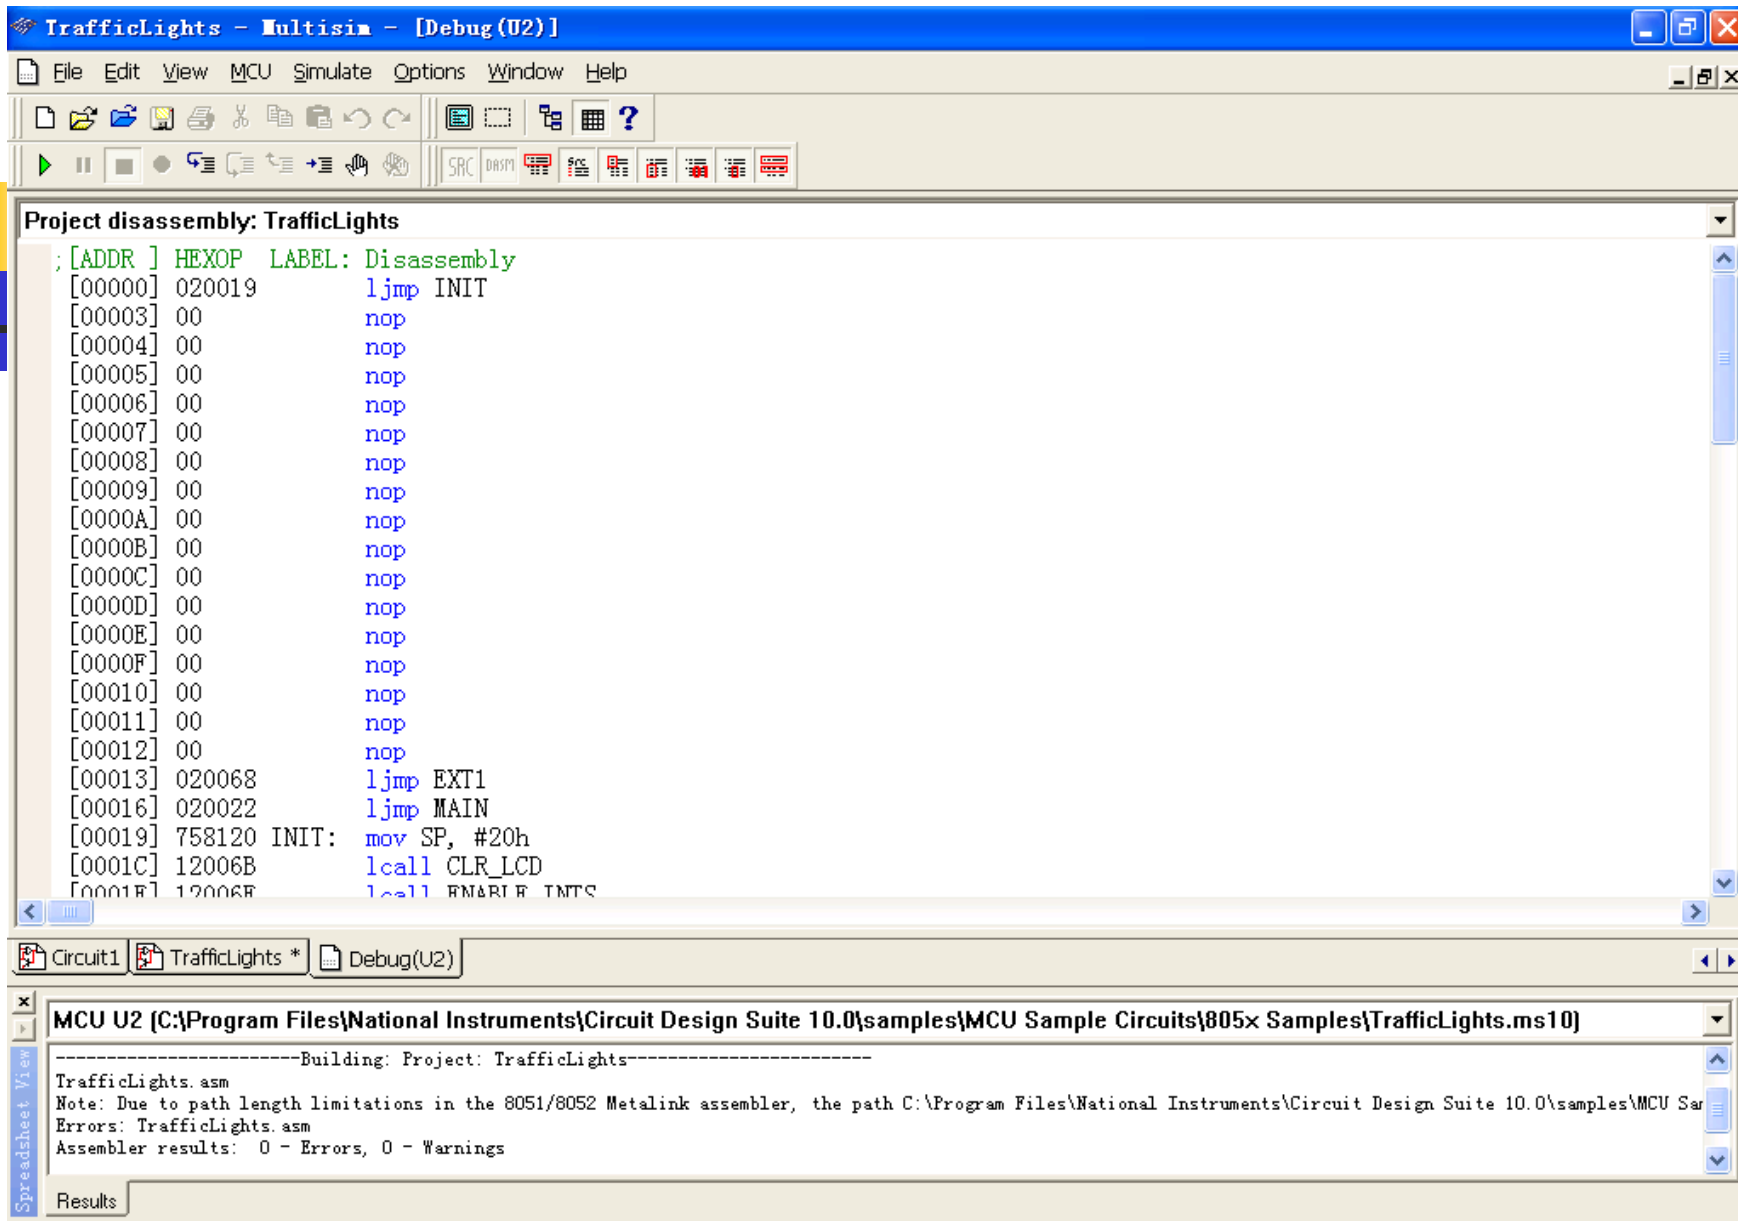 TrafficLights - Multisim - [Debug(U2)]
File Edit View MCU Simulate Options Window Help
SRC DASM
Project disassembly: TrafficLights
;[ADDR ] HEXOP LABEL: Disassembly
[00000] 020019 ljmp INIT
[00003] 00 nop
[00004] 00 nop
[00005] 00 nop
[00006] 00 nop
[00007] 00 nop
[00008] 00 nop
[00009] 00 nop
[0000A] 00 nop
[0000B] 00 nop
[0000C] 00 nop
[0000D] 00 nop
[0000E] 00 nop
[0000F] 00 nop
[00010] 00 nop
[00011] 00 nop
[00012] 00 nop
[00013] 020068 ljmp EXT1
[00016] 020022 ljmp MAIN
[00019] 758120 INIT: mov SP, #20h
[0001C] 12006B lcall CLR_LCD
[0001F] 12006E lcall ENABLE_INTS
Circuit1 TrafficLights * Debug(U2)
MCU U2 (C:\Program Files\National Instruments\Circuit Design Suite 10.0\samples\MCU Sample Circuits\805x Samples\TrafficLights.ms10)
------------------------Building: Project: TrafficLights------------------------
TrafficLights.asm
Note: Due to path length limitations in the 8051/8052 Metalink assembler, the path C:\Program Files\National Instruments\Circuit Design Suite 10.0\samples\MCU Sa
Errors: TrafficLights.asm
Assembler results: 0 - Errors, 0 - Warnings
Spreadsheet View
Results